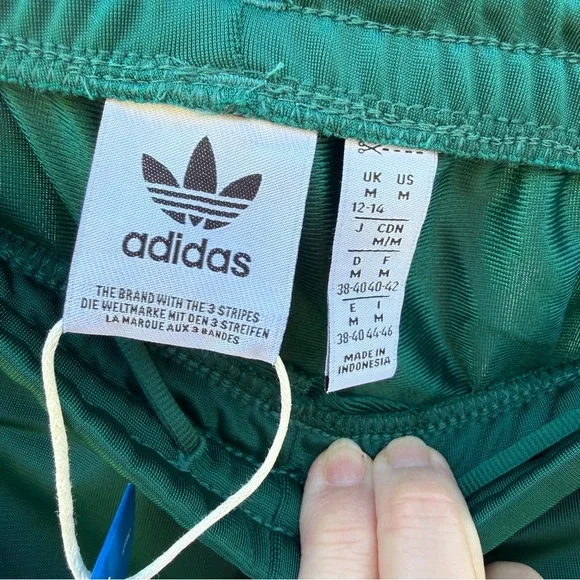 adidas
THE BRAND WITH THE 3 STRIPES
DIE WELTMARKE MIT DEN 3 STREIFEN
LA MARQUE AUX 3 BANDES
UK US
M M
12-14
J CDN
M/M
D F
M M
38-40 40-42
E I
M M
38-40 44-46
MADE IN
INDONESIA